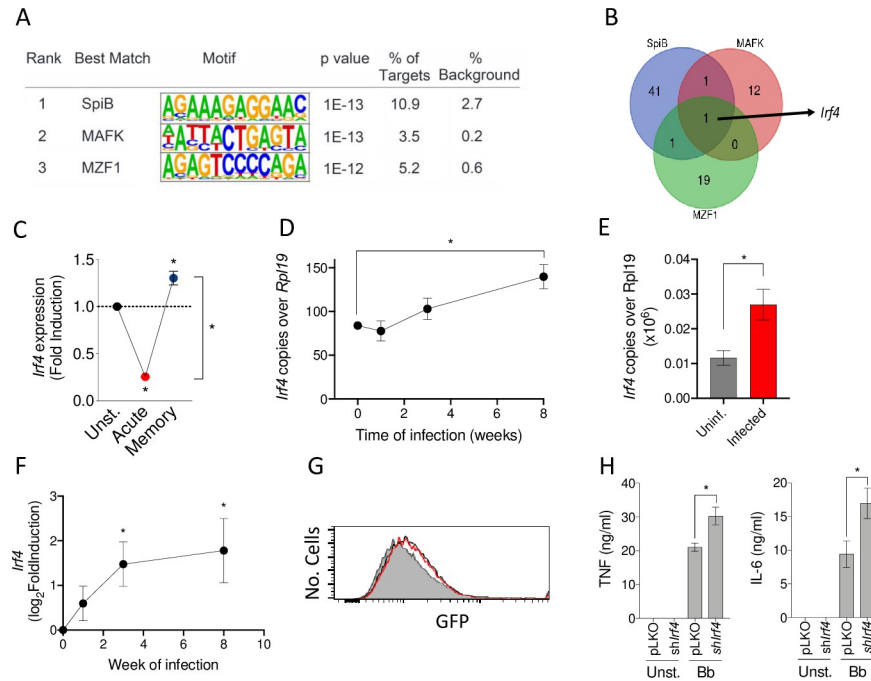 A
Rank Best Match Motif p value % of Targets % Background
1 SpiB AGAAAGAGGAAC 1E-13 10.9 2.7
2 MAFK TATTACTGAGTA 1E-13 3.5 0.2
3 MZF1 AGAGTCCCCAGA 1E-12 5.2 0.6
B
SpiB
MAFK
41
1
12
1
Irf4
1
0
19
MZF1
C
Irf4 expression
(Fold Induction)
1.5
1.0
0.5
0.0
*
*
*
Unst.
Acute
Memory
D
Irf4 copies over Rpl19
150
100
50
0
*
0 2 4 6 8
Time of infection (weeks)
E
Irf4 copies over Rpl19
(x10⁶)
0.04
0.03
0.02
0.01
0.00
*
Uninf.
Infected
F
Irf4
(log₂FoldInduction)
3
2
1
0
*
*
0 2 4 6 8 10
Week of infection
G
No. Cells
GFP
H
TNF (ng/ml)
40
30
20
10
0
*
pLKO
shIrf4
pLKO
shIrf4
Unst. Bb
IL-6 (ng/ml)
20
15
10
5
0
*
pLKO
shIrf4
pLKO
shIrf4
Unst. Bb